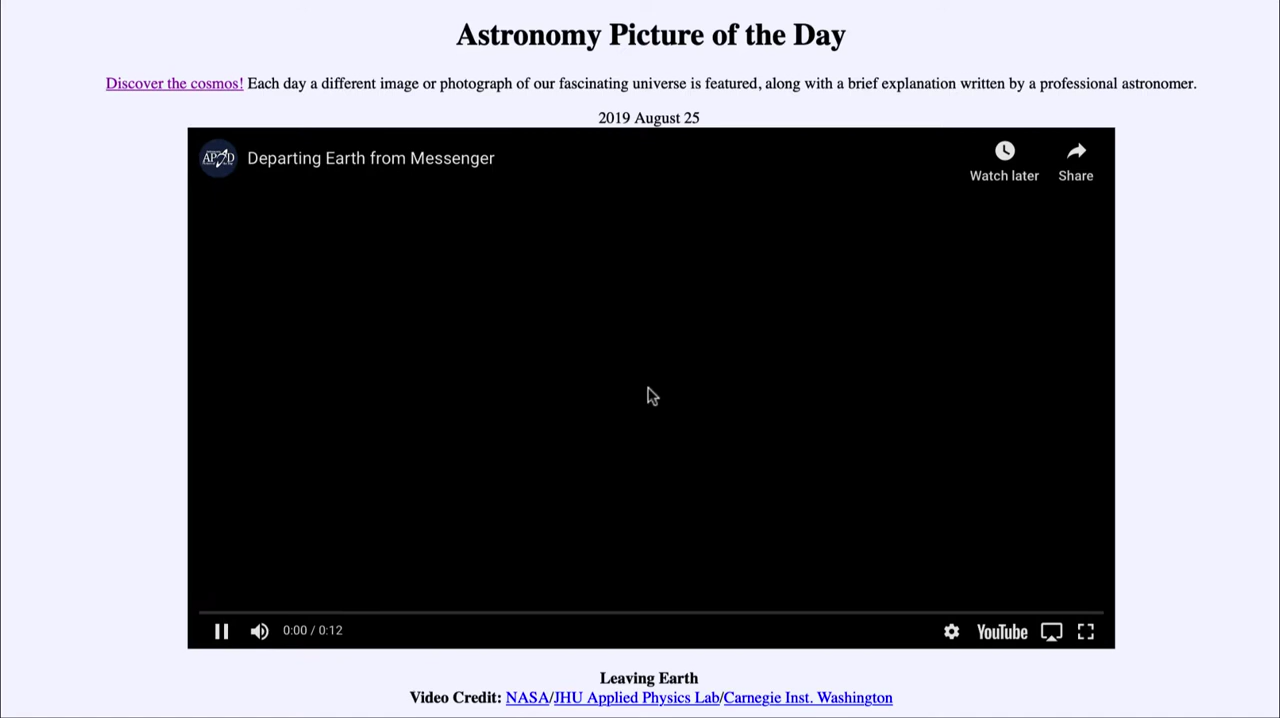 Astronomy Picture of the Day
Discover the cosmos! Each day a different image or photograph of our fascinating universe is featured, along with a brief explanation written by a professional astronomer.
2019 August 25
APOD Departing Earth from Messenger
Watch later Share
0:00 / 0:12
YouTube
Leaving Earth
Video Credit: NASA/JHU Applied Physics Lab/Carnegie Inst. Washington